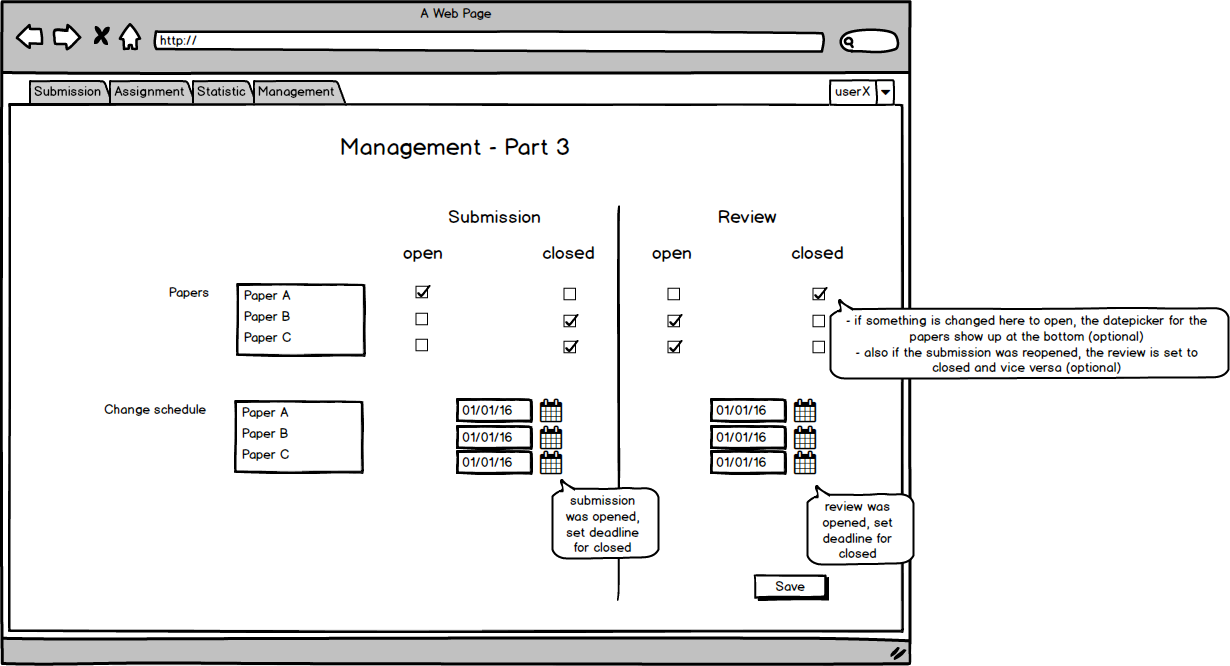 A Web Page
http://
Submission Assignment Statistic Management userX
Management - Part 3
Submission Review
open closed open closed
Papers
Paper A
Paper B
Paper C
- if something is changed here to open, the datepicker for the
papers show up at the bottom (optional)
- also if the submission was reopened, the review is set to
closed and vice versa (optional)
Change schedule
Paper A 01/01/16 01/01/16
Paper B 01/01/16 01/01/16
Paper C 01/01/16 01/01/16
submission
was opened,
set deadline
for closed
review was
opened, set
deadline for
closed
Save